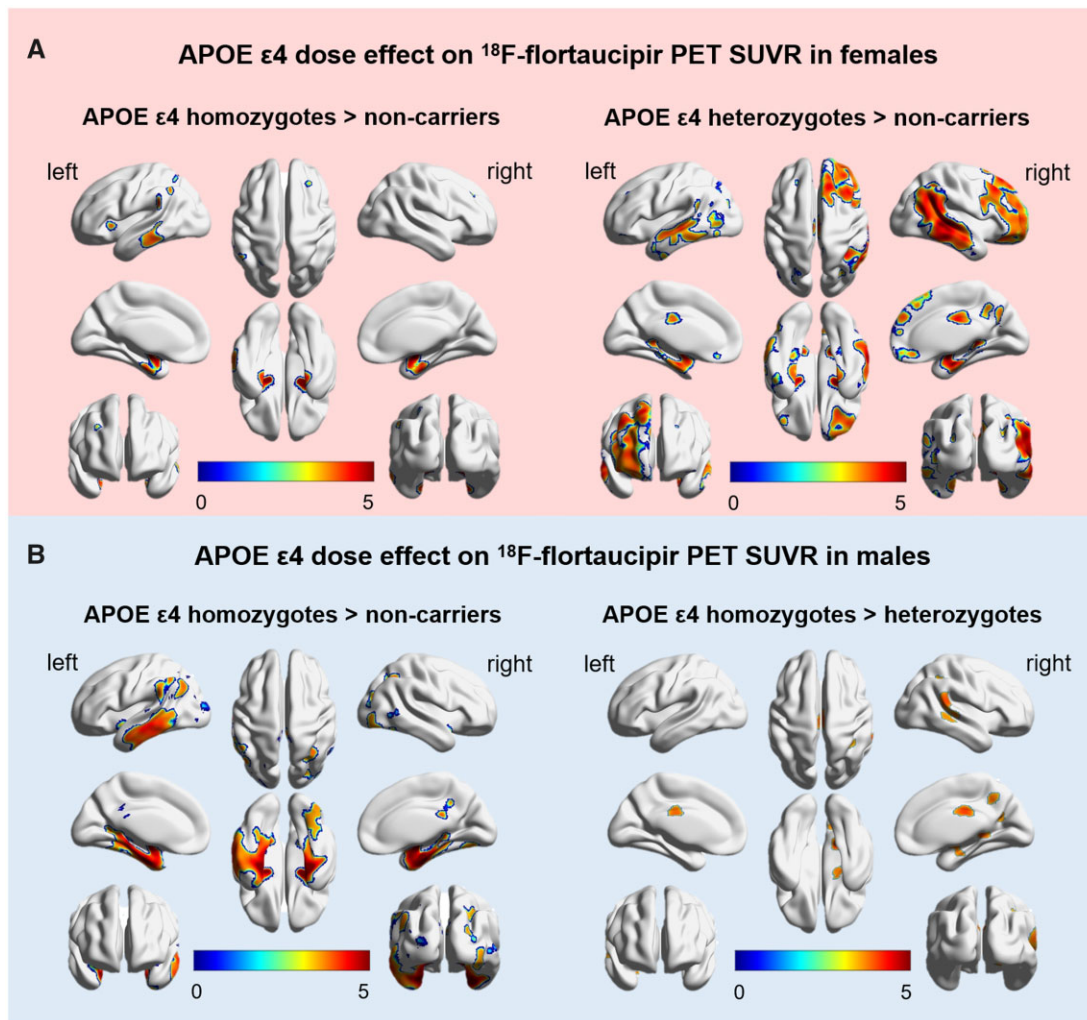 A
APOE ε4 dose effect on ¹⁸F-flortaucipir PET SUVR in females
APOE ε4 homozygotes > non-carriers
APOE ε4 heterozygotes > non-carriers
left
right
left
right
0
5
0
5
B
APOE ε4 dose effect on ¹⁸F-flortaucipir PET SUVR in males
APOE ε4 homozygotes > non-carriers
APOE ε4 homozygotes > heterozygotes
left
right
left
right
0
5
0
5